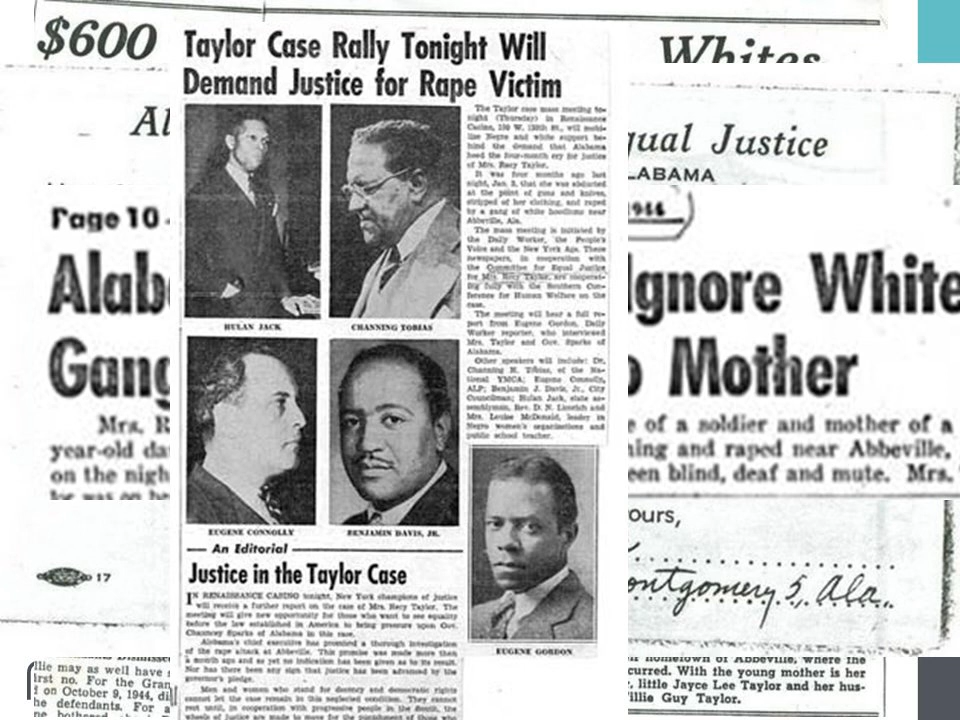 $600
Whites
Taylor Case Rally Tonight Will
Demand Justice for Rape Victim
The Taylor case mass meeting to-
night (Thursday) in Renaissance
Casino, 150 W. 138th St., will mobi-
lize Negro and white support be-
hind the demand that Alabama
heed the four-month cry for justice
of Mrs. Recy Taylor.
It was four months ago last
night, Jan. 3, that she was abducted
at the point of guns and knives,
stripped of her clothing, and raped
by a gang of white hoodlums near
Abbeville, Ala.
The mass meeting is initiated by
the Daily Worker, the People's
Voice and the New York Age. These
newspapers, in cooperation with
the Committee for Equal Justice
for Mrs. Recy Taylor, are cooperat-
ing fully with the Southern Con-
ference for Human Welfare on the
case.
The meeting will hear a full re-
port from Eugene Gordon, Daily
Worker reporter, who interviewed
Mrs. Taylor and Gov. Sparks of
Alabama.
Other speakers will include: Dr.
Channing H. Tobias, of the Na-
tional YMCA; Eugene Connolly,
ALP; Benjamin J. Davis, Jr., City
Councilman; Hulan Jack, state as-
semblyman, Rev. D. N. and
Mrs. Louise McDonald, leader in
Negro women's organizations and
public school teacher.
HULAN JACK
CHANNING TOBIAS
EUGENE CONNOLLY
BENJAMIN DAVIS, JR.
EUGENE GORDON
An Editorial
Justice in the Taylor Case
IN RENAISSANCE CASINO tonight, New York champions of justice
will receive a further report on the case of Mrs. Recy Taylor. The
meeting will give new opportunity for those who want to see equality
before the law established in America to bring pressure upon Gov.
Chauncey Sparks of Alabama in this case.
Alabama's chief executive has promised a thorough investigation
of the rape attack at Abbeville. This promise was made more than
a month ago and as yet no indication has been given as to its result.
Nor has there been any sign that justice has been advanced by the
governor's pledge.
Men and women who stand for decency and democratic rights
cannot let the case remain in this neglected condition. They cannot
rest until, in cooperation with progressive people in the South, the
wheels of justice are made to move for the punishment of those who
Al
Page 10
Alab
Gang
Mrs. R
year-old da
on the nigh
17
Dismisse
llie may as well have
irst no. For the Gran
d on October 9, 1944, di
he defendants. For a
qual Justice
LABAMA
1944
Ignore White
o Mother
e of a soldier and mother of a
ning and raped near Abbeville,
een blind, deaf and mute. Mrs.
ours,
ontgomery 5, Ala.
hometown of Abbeville, where the
curred. With the young mother is her
, little Jayce Lee Taylor and her hus-
illie Guy Taylor.